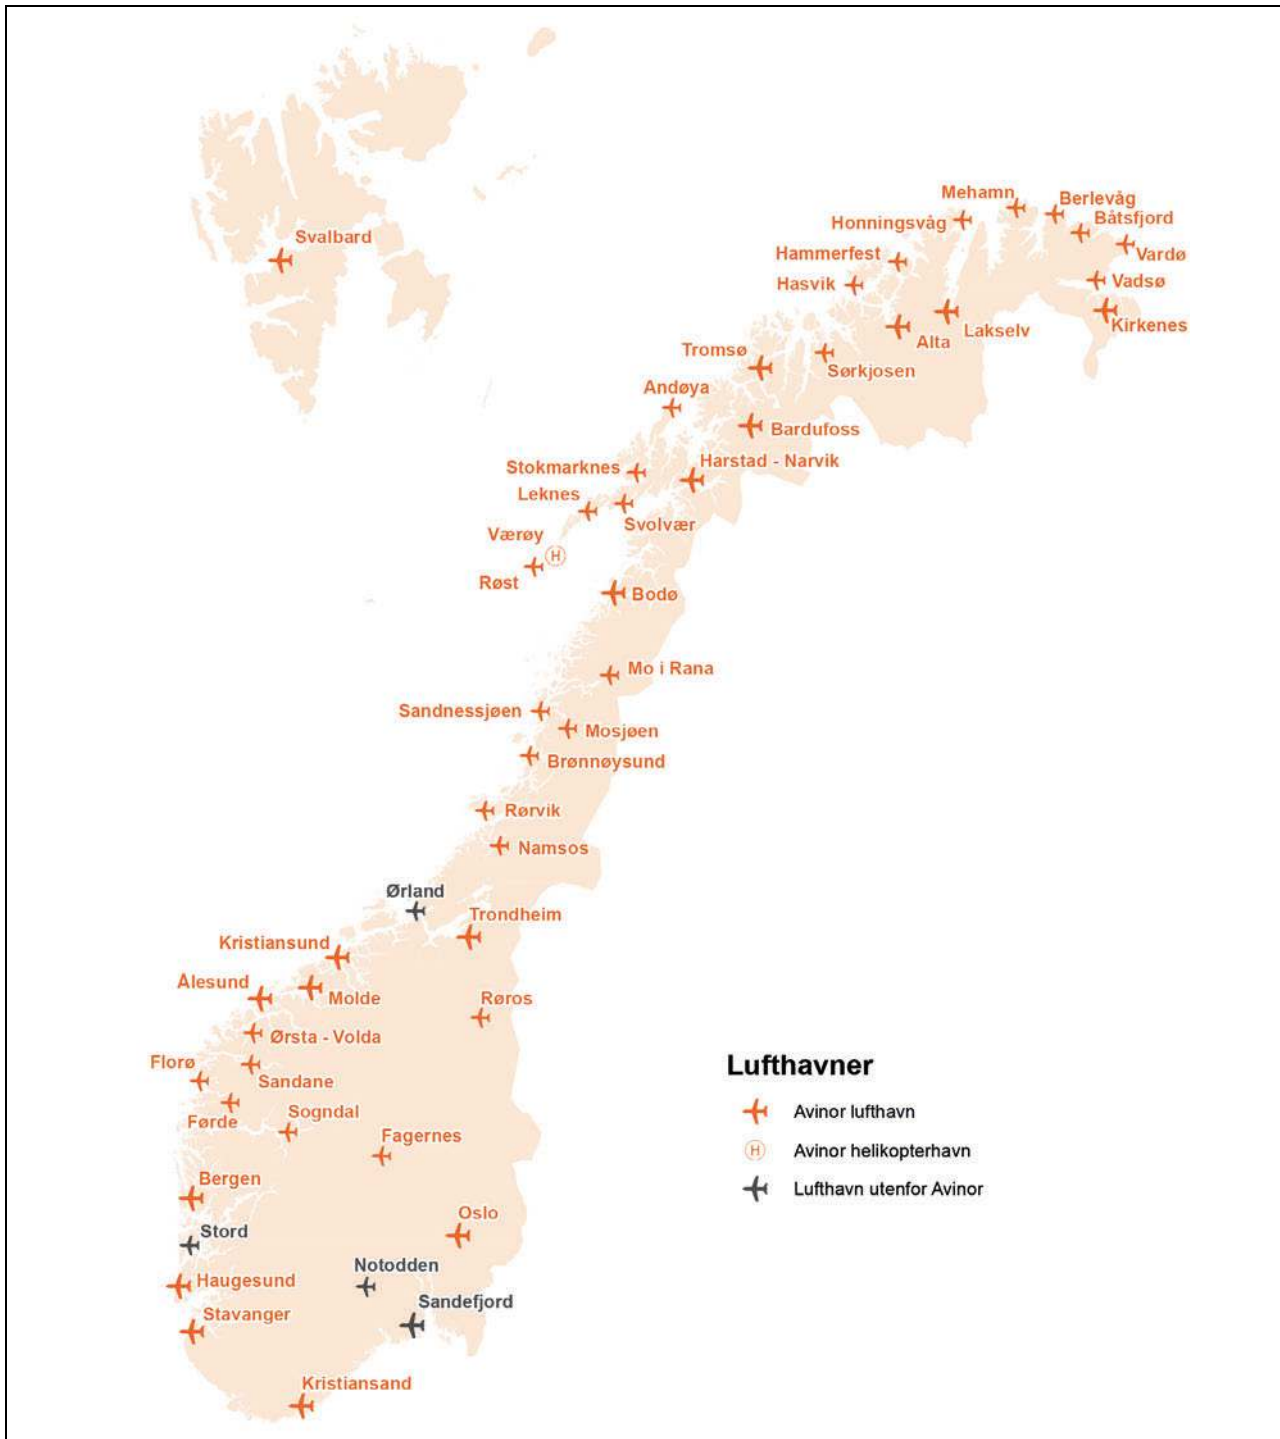 Mehamn
Berlevåg
Båtsfjord
Honningsvåg
Svalbard
Vardø
Hammerfest
Hasvik
Vadsø
Kirkenes
Lakselv
Alta
Tromsø
Sørkjosen
Andøya
Bardufoss
Harstad - Narvik
Stokmarknes
Leknes
Svolvær
Værøy
H
Røst
Bodø
Mo i Rana
Sandnessjøen
Mosjøen
Brønnøysund
Rørvik
Namsos
Ørland
Trondheim
Kristiansund
Ålesund
Molde
Røros
Ørsta - Volda
Florø
Sandane
Førde
Sogndal
Fagernes
Bergen
Oslo
Stord
Notodden
Haugesund
Sandefjord
Stavanger
Kristiansand
Lufthavner
Avinor lufthavn
H Avinor helikopterhavn
Lufthavn utenfor Avinor